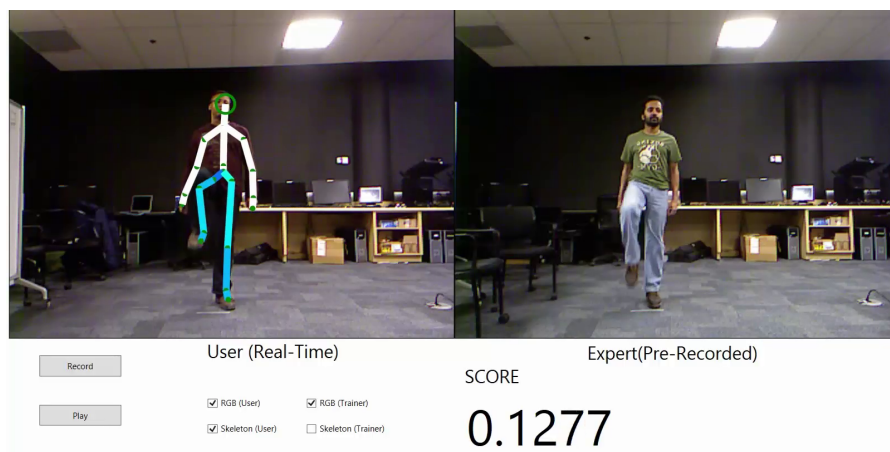 User (Real-Time)
Expert(Pre-Recorded)
Record
SCORE
Play
RGB (User)
RGB (Trainer)
Skeleton (User)
Skeleton (Trainer)
0.1277